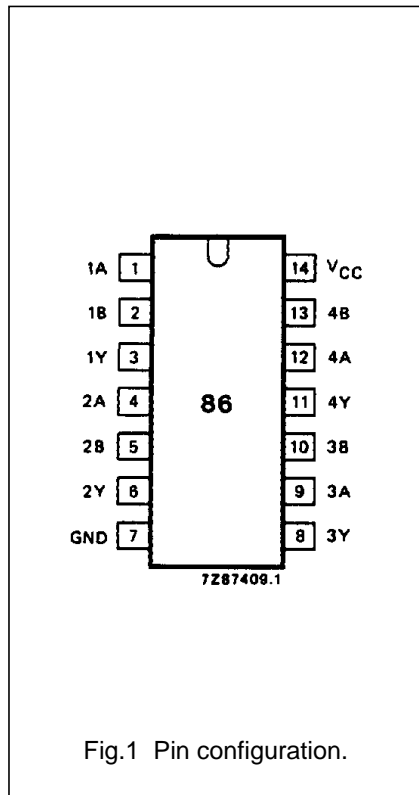 1A 1 14 VCC
1B 2 13 4B
1Y 3 12 4A
2A 4 86 11 4Y
2B 5 10 3B
2Y 6 9 3A
GND 7 8 3Y
7Z87409.1
Fig.1 Pin configuration.